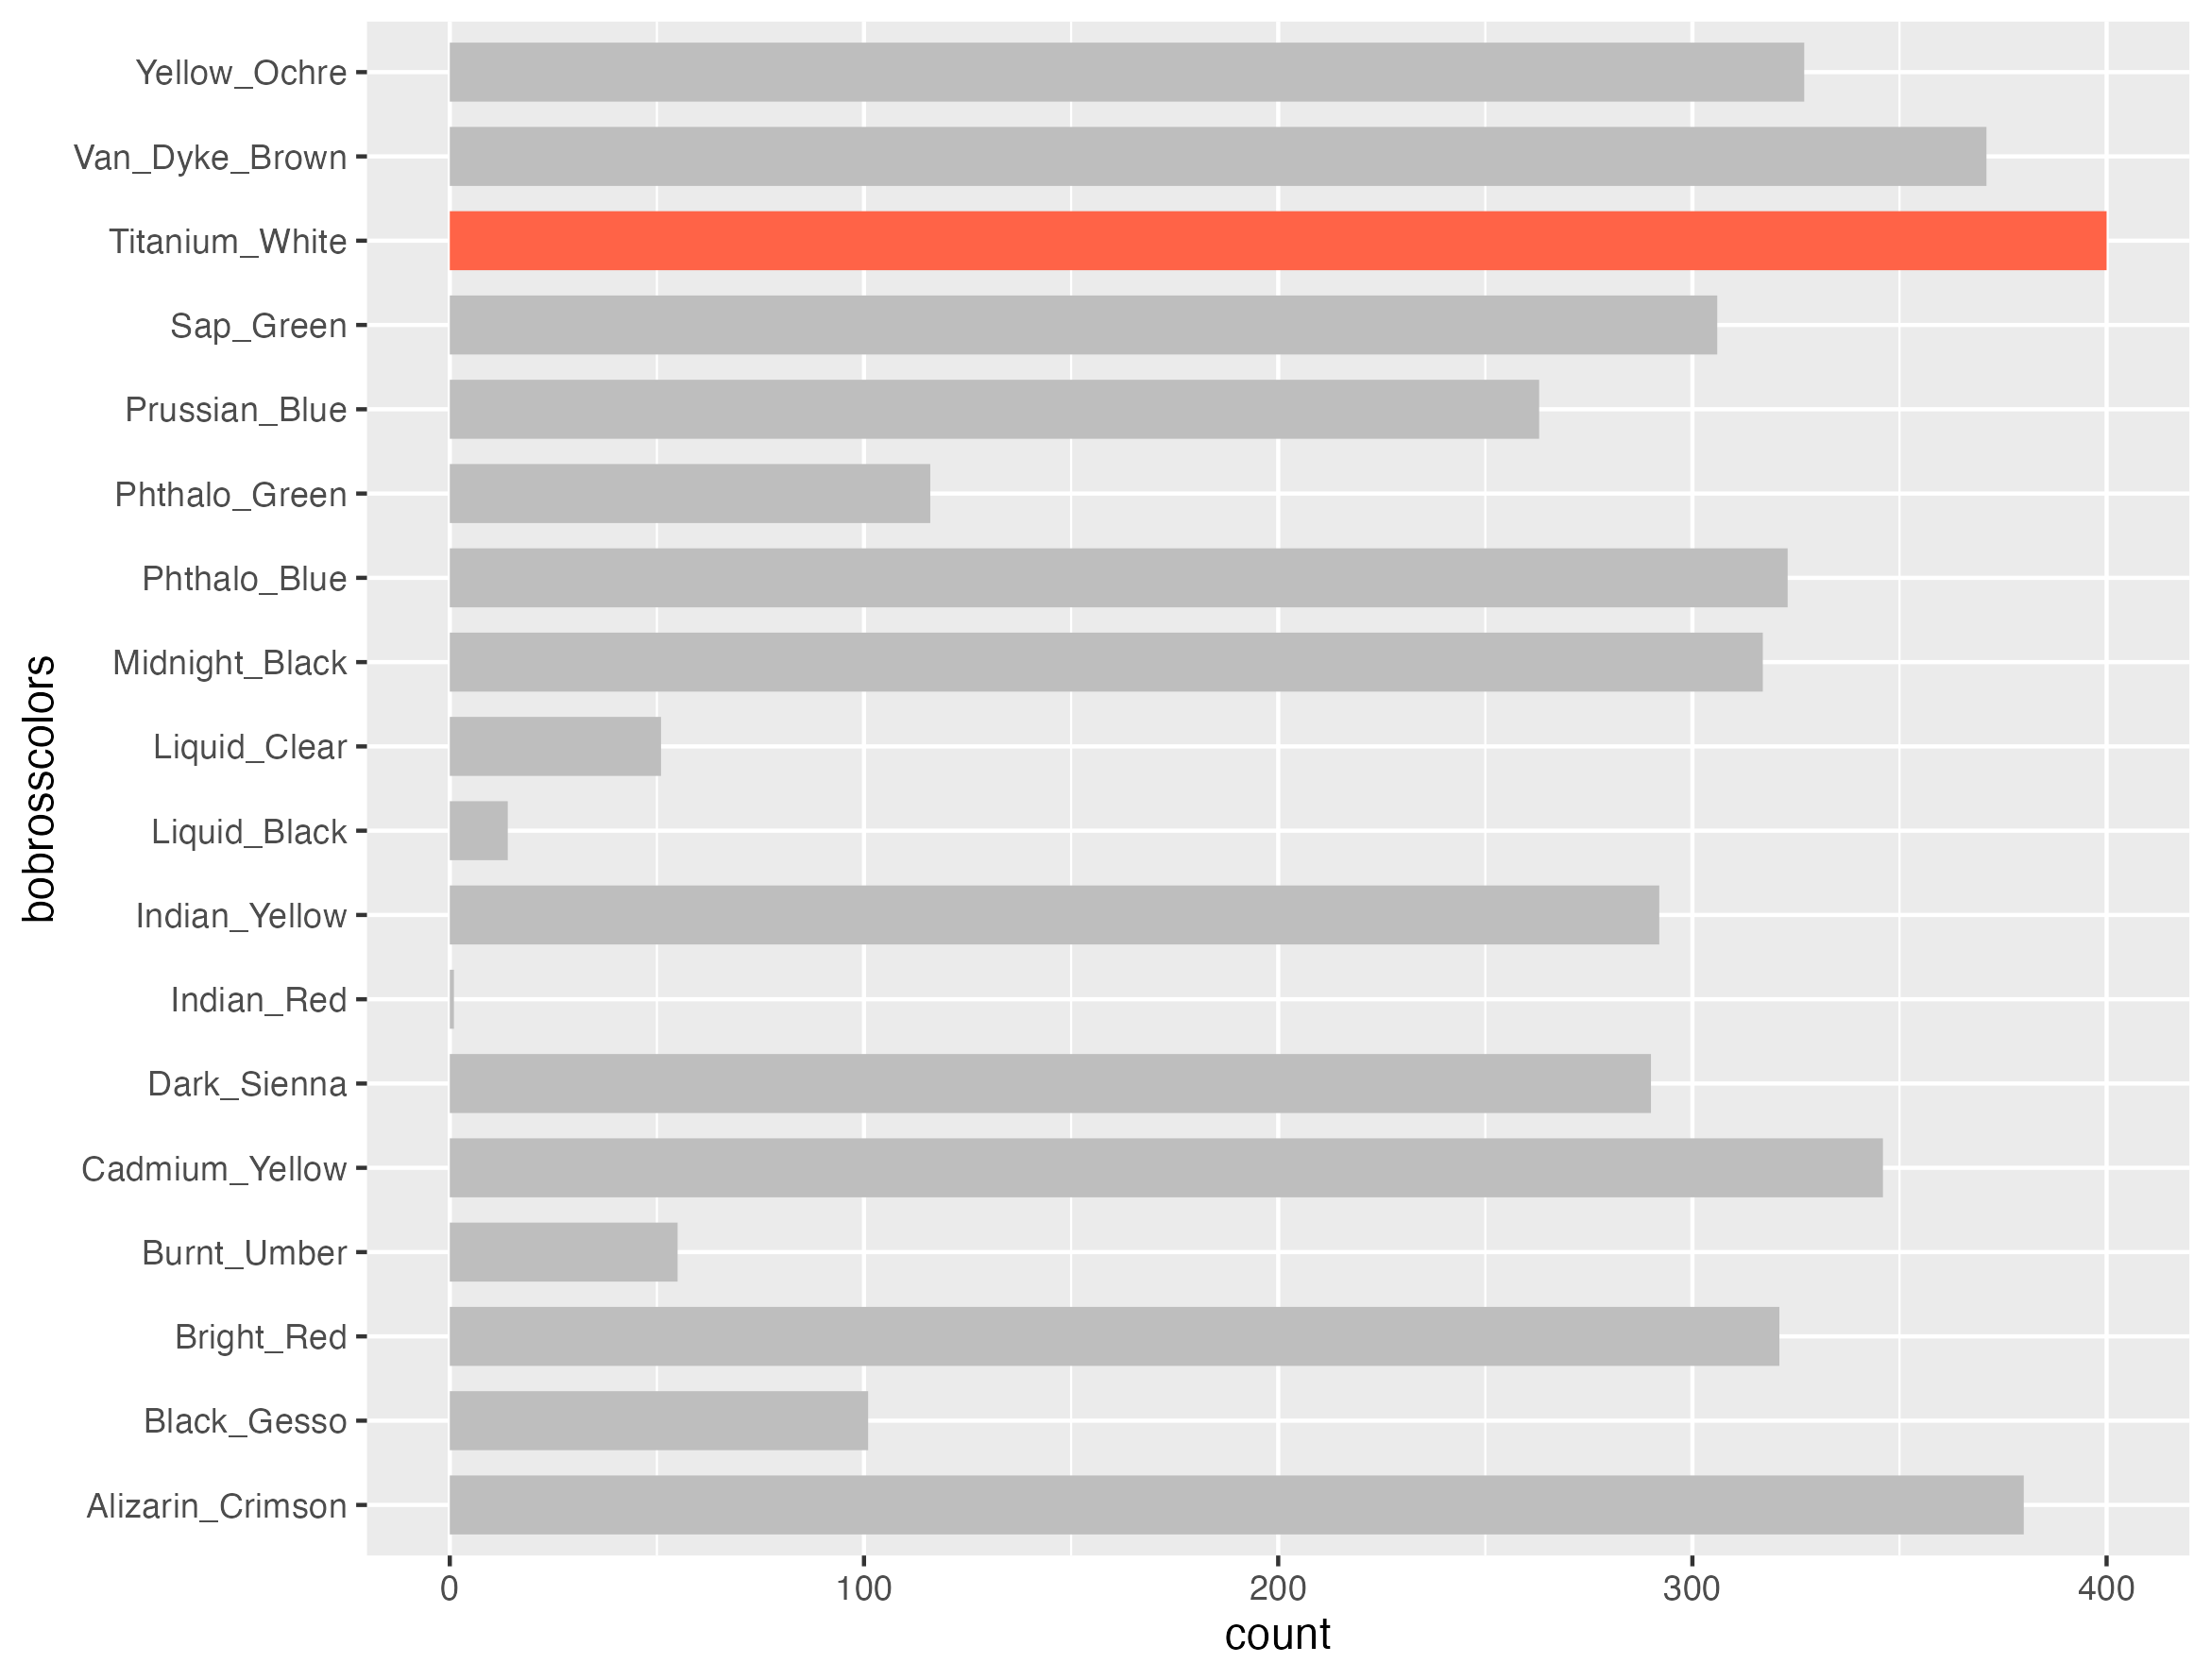 Yellow_Ochre
Van_Dyke_Brown
Titanium_White
Sap_Green
Prussian_Blue
Phthalo_Green
Phthalo_Blue
Midnight_Black
Liquid_Clear
Liquid_Black
Indian_Yellow
Indian_Red
Dark_Sienna
Cadmium_Yellow
Burnt_Umber
Bright_Red
Black_Gesso
Alizarin_Crimson
bobrosscolors
0 100 200 300 400
count